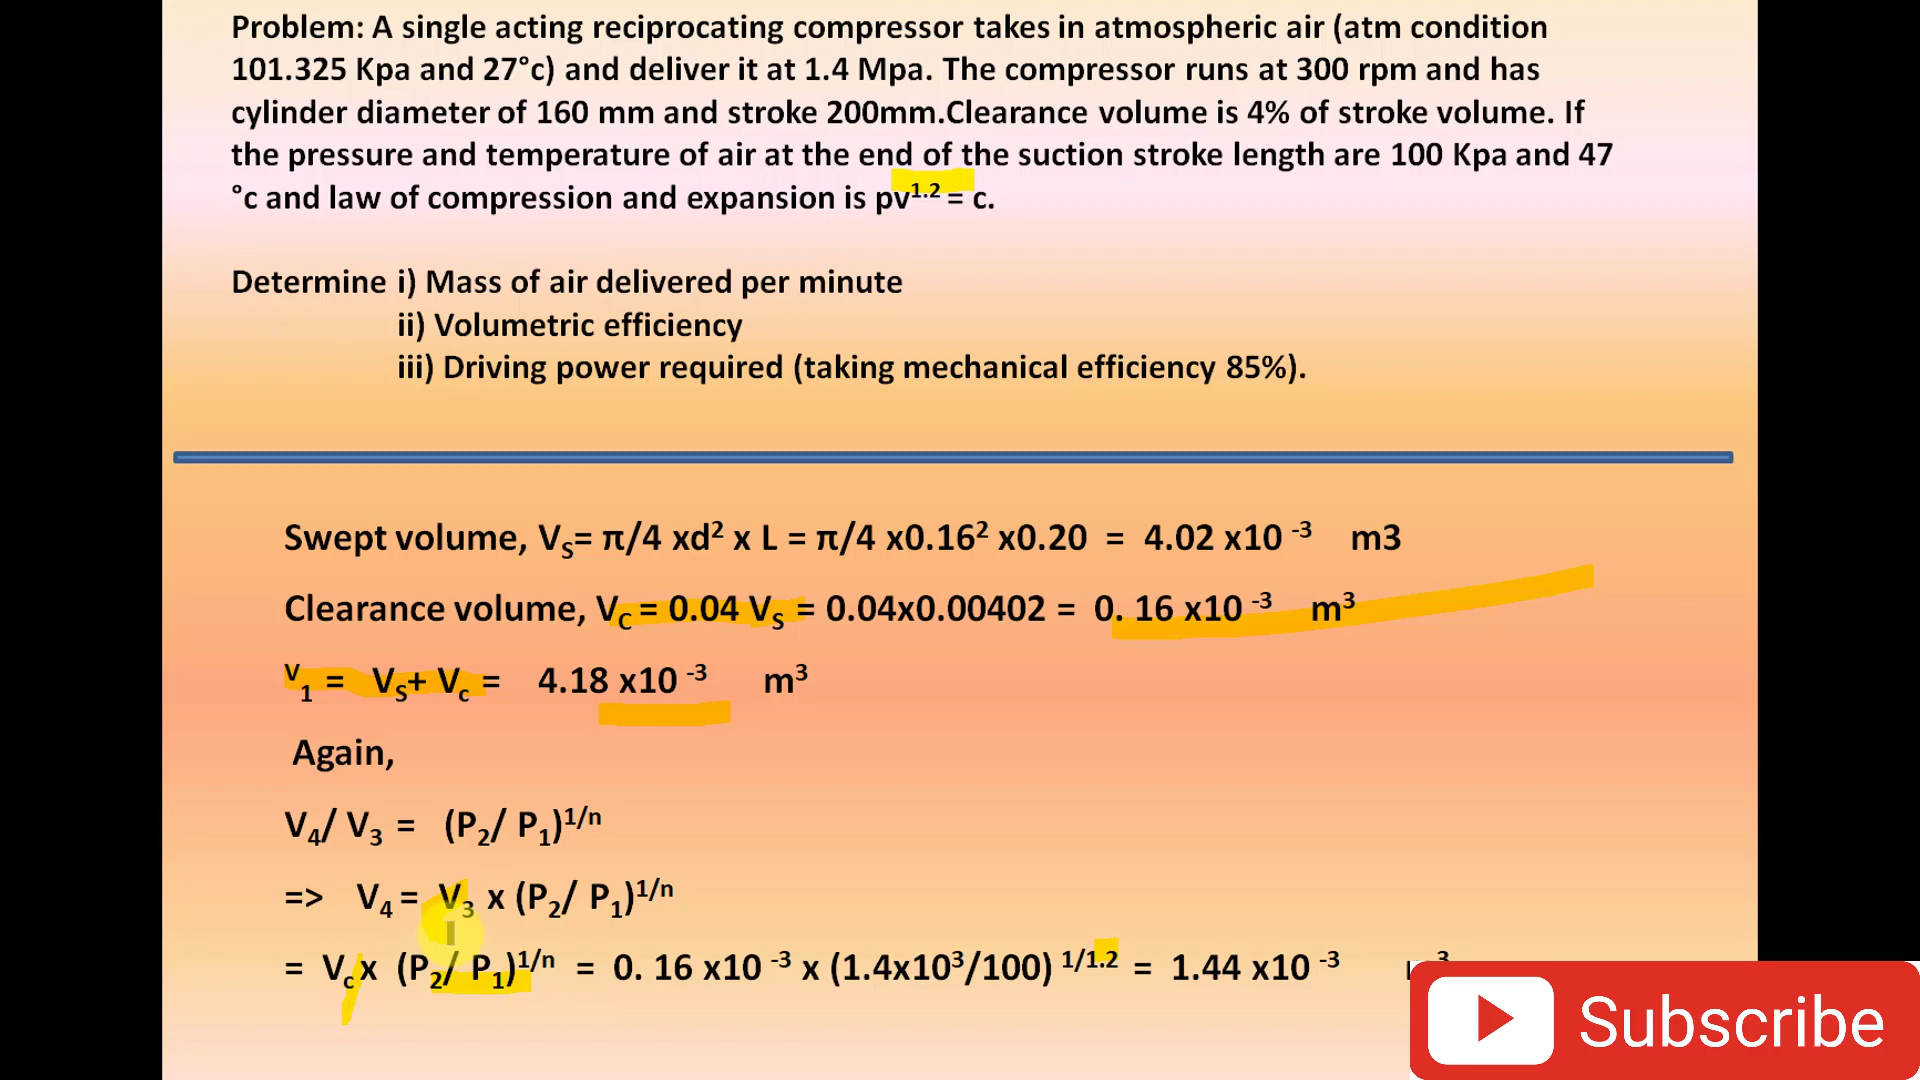 Problem: A single acting reciprocating compressor takes in atmospheric air (atm condition
101.325 Kpa and 27°c) and deliver it at 1.4 Mpa. The compressor runs at 300 rpm and has
cylinder diameter of 160 mm and stroke 200mm.Clearance volume is 4% of stroke volume. If
the pressure and temperature of air at the end of the suction stroke length are 100 Kpa and 47
°c and law of compression and expansion is pv¹·² = c.
Determine i) Mass of air delivered per minute
ii) Volumetric efficiency
iii) Driving power required (taking mechanical efficiency 85%).
Swept volume, Vₛ= π/4 xd² x L = π/4 x0.16² x0.20 = 4.02 x10 ⁻³ m3
Clearance volume, V_C = 0.04 V_S = 0.04x0.00402 = 0. 16 x10 ⁻³ m³
V₁ = V_S+ V_c = 4.18 x10 ⁻³ m³
Again,
V₄/ V₃ = (P₂/ P₁)^1/n
=> V₄ = V₃ x (P₂/ P₁)^1/n
= V_c x (P₂/ P₁)^1/n = 0. 16 x10 ⁻³ x (1.4x10³/100) ^1/1.2 = 1.44 x10 ⁻³ m³
Subscribe